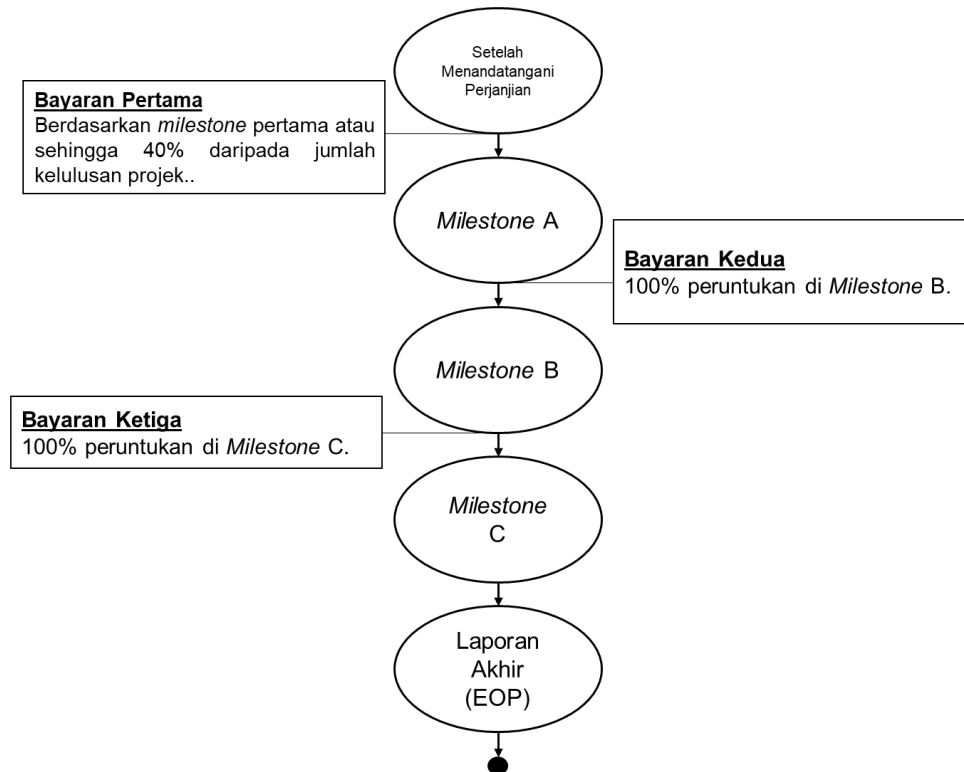 Setelah
Menandatangani
Perjanjian
Bayaran Pertama
Berdasarkan milestone pertama atau
sehingga 40% daripada jumlah
kelulusan projek..
Milestone A
Bayaran Kedua
100% peruntukan di Milestone B.
Milestone B
Bayaran Ketiga
100% peruntukan di Milestone C.
Milestone
C
Laporan
Akhir
(EOP)